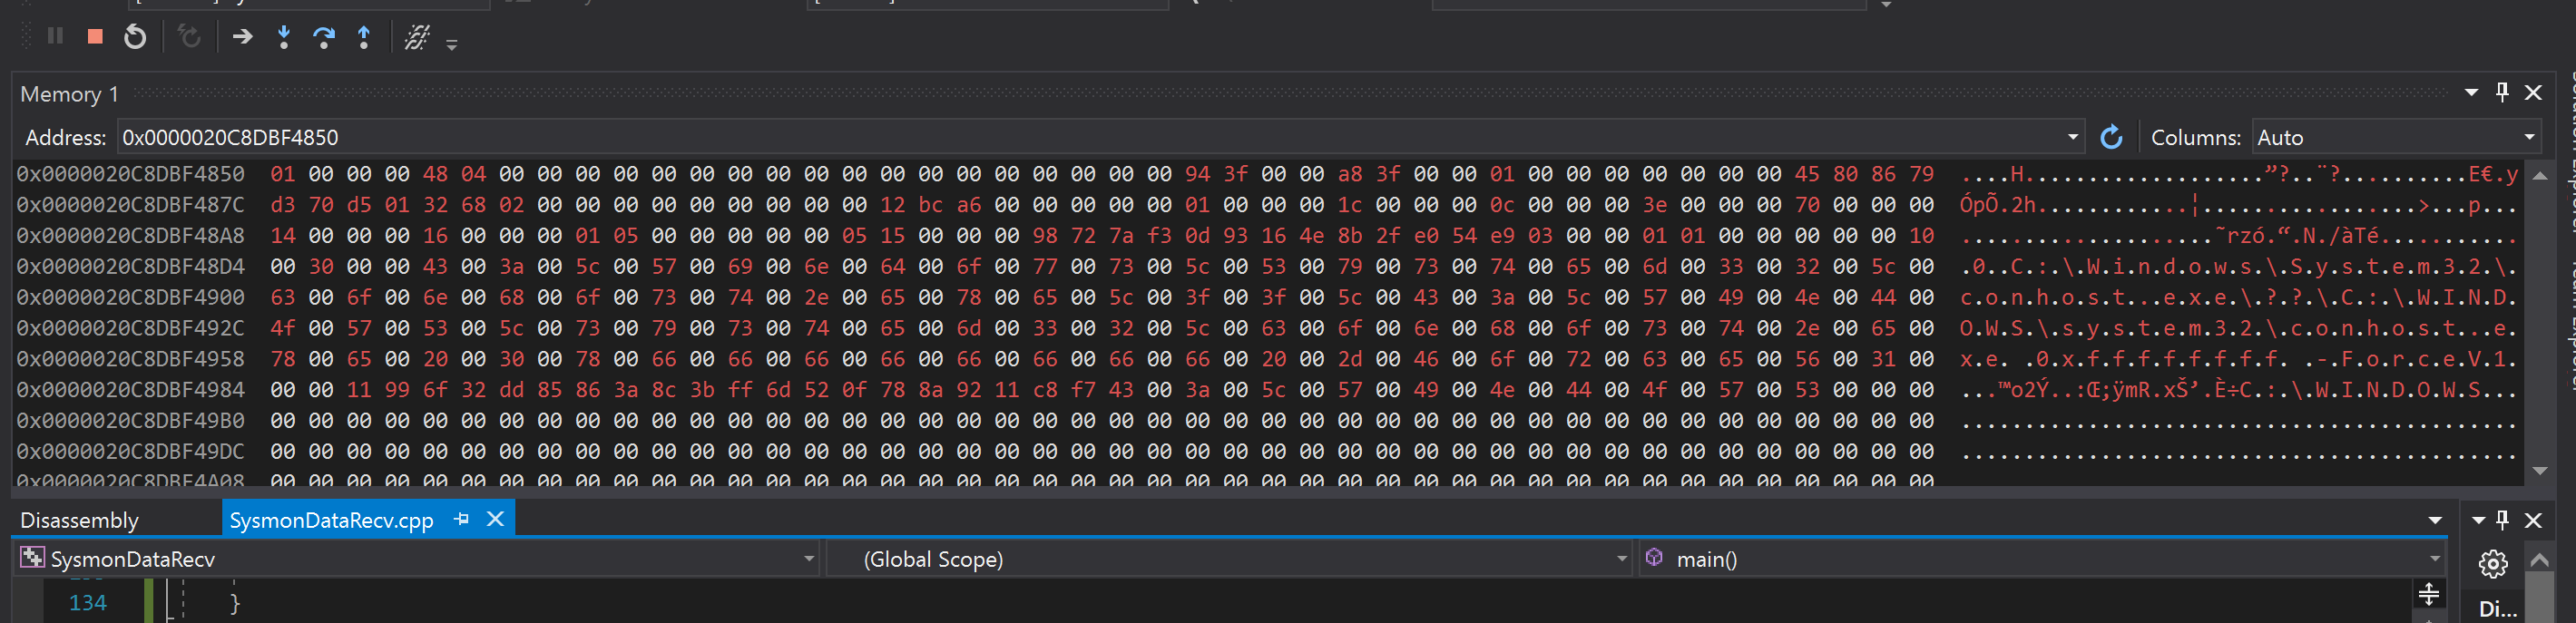 Memory 1
Address: 0x0000020C8DBF4850 Columns: Auto
0x0000020C8DBF4850 01 00 00 00 48 04 00 00 00 00 00 00 00 00 00 00 00 00 00 00 00 00 00 00 94 3f 00 00 a8 3f 00 00 01 00 00 00 00 00 00 00 45 80 86 79 ....H...................”?..¨?..........E€.y
0x0000020C8DBF487C d3 70 d5 01 32 68 02 00 00 00 00 00 00 00 00 00 12 bc a6 00 00 00 00 00 01 00 00 00 1c 00 00 00 0c 00 00 00 3e 00 00 00 70 00 00 00 ÓpÕ.2h............¦.................>...p...
0x0000020C8DBF48A8 14 00 00 00 16 00 00 00 01 05 00 00 00 00 00 05 15 00 00 00 98 72 7a f3 0d 93 16 4e 8b 2f e0 54 e9 03 00 00 01 01 00 00 00 00 00 10 ....................˜rzó.“.N./àTé...........
0x0000020C8DBF48D4 00 30 00 00 43 00 3a 00 5c 00 57 00 69 00 6e 00 64 00 6f 00 77 00 73 00 5c 00 53 00 79 00 73 00 74 00 65 00 6d 00 33 00 32 00 5c 00 .0..C.:.\.W.i.n.d.o.w.s.\.S.y.s.t.e.m.3.2.\.
0x0000020C8DBF4900 63 00 6f 00 6e 00 68 00 6f 00 73 00 74 00 2e 00 65 00 78 00 65 00 5c 00 3f 00 3f 00 5c 00 43 00 3a 00 5c 00 57 00 49 00 4e 00 44 00 c.o.n.h.o.s.t...e.x.e.\.?.?.\.C.:.\.W.I.N.D.
0x0000020C8DBF492C 4f 00 57 00 53 00 5c 00 73 00 79 00 73 00 74 00 65 00 6d 00 33 00 32 00 5c 00 63 00 6f 00 6e 00 68 00 6f 00 73 00 74 00 2e 00 65 00 O.W.S.\.s.y.s.t.e.m.3.2.\.c.o.n.h.o.s.t...e.
0x0000020C8DBF4958 78 00 65 00 20 00 30 00 78 00 66 00 66 00 66 00 66 00 66 00 66 00 66 00 66 00 20 00 2d 00 46 00 6f 00 72 00 63 00 65 00 56 00 31 00 x.e. .0.x.f.f.f.f.f.f.f.f. .-.F.o.r.c.e.V.1.
0x0000020C8DBF4984 00 00 11 99 6f 32 dd 85 86 3a 8c 3b ff 6d 52 0f 78 8a 92 11 c8 f7 43 00 3a 00 5c 00 57 00 49 00 4e 00 44 00 4f 00 57 00 53 00 00 00 ...™o2Ý..:Œ;ÿmR.xŠ’.È÷C.:.\.W.I.N.D.O.W.S...
0x0000020C8DBF49B0 00 00 00 00 00 00 00 00 00 00 00 00 00 00 00 00 00 00 00 00 00 00 00 00 00 00 00 00 00 00 00 00 00 00 00 00 00 00 00 00 00 00 00 00 ............................................
0x0000020C8DBF49DC 00 00 00 00 00 00 00 00 00 00 00 00 00 00 00 00 00 00 00 00 00 00 00 00 00 00 00 00 00 00 00 00 00 00 00 00 00 00 00 00 00 00 00 00 ............................................
0x0000020C8DBF4A08 00 00 00 00 00 00 00 00 00 00 00 00 00 00 00 00 00 00 00 00 00 00 00 00 00 00 00 00 00 00 00 00 00 00 00 00 00 00 00 00 00 00 00 00
Disassembly SysmonDataRecv.cpp
SysmonDataRecv (Global Scope) main()
134 }
Di...